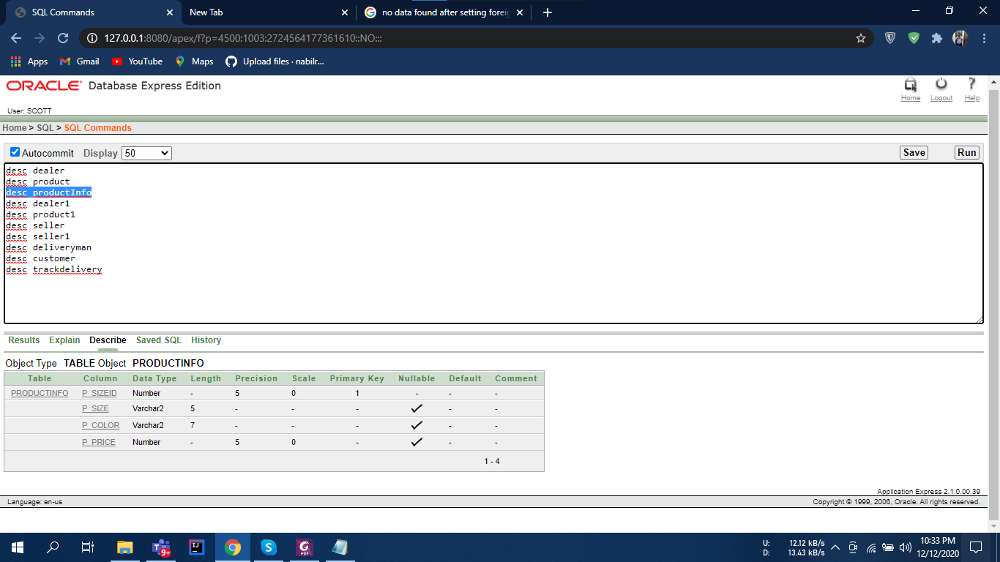 SQL Commands
New Tab
no data found after setting foreig
127.0.0.1:8080/apex/f?p=4500:1003:2724564177361610::NO:::
Apps Gmail YouTube Maps Upload files · nabilr...
ORACLE Database Express Edition
Home Logout Help
User: SCOTT
Home > SQL > SQL Commands
Autocommit Display 50 Save Run
desc dealer
desc product
desc productInfo
desc dealer1
desc product1
desc seller
desc seller1
desc deliveryman
desc customer
desc trackdelivery
Results Explain Describe Saved SQL History
Object Type TABLE Object PRODUCTINFO
Table Column Data Type Length Precision Scale Primary Key Nullable Default Comment
PRODUCTINFO P_SIZEID Number - 5 0 1 - - -
P_SIZE Varchar2 5 - - - ✓ - -
P_COLOR Varchar2 7 - - - ✓ - -
P_PRICE Number - 5 0 - ✓ - -
1 - 4
Application Express 2.1.0.00.39
Language: en-us Copyright © 1999, 2006, Oracle. All rights reserved.
9+
U: 12.12 kB/s
D: 13.43 kB/s
10:33 PM
12/12/2020